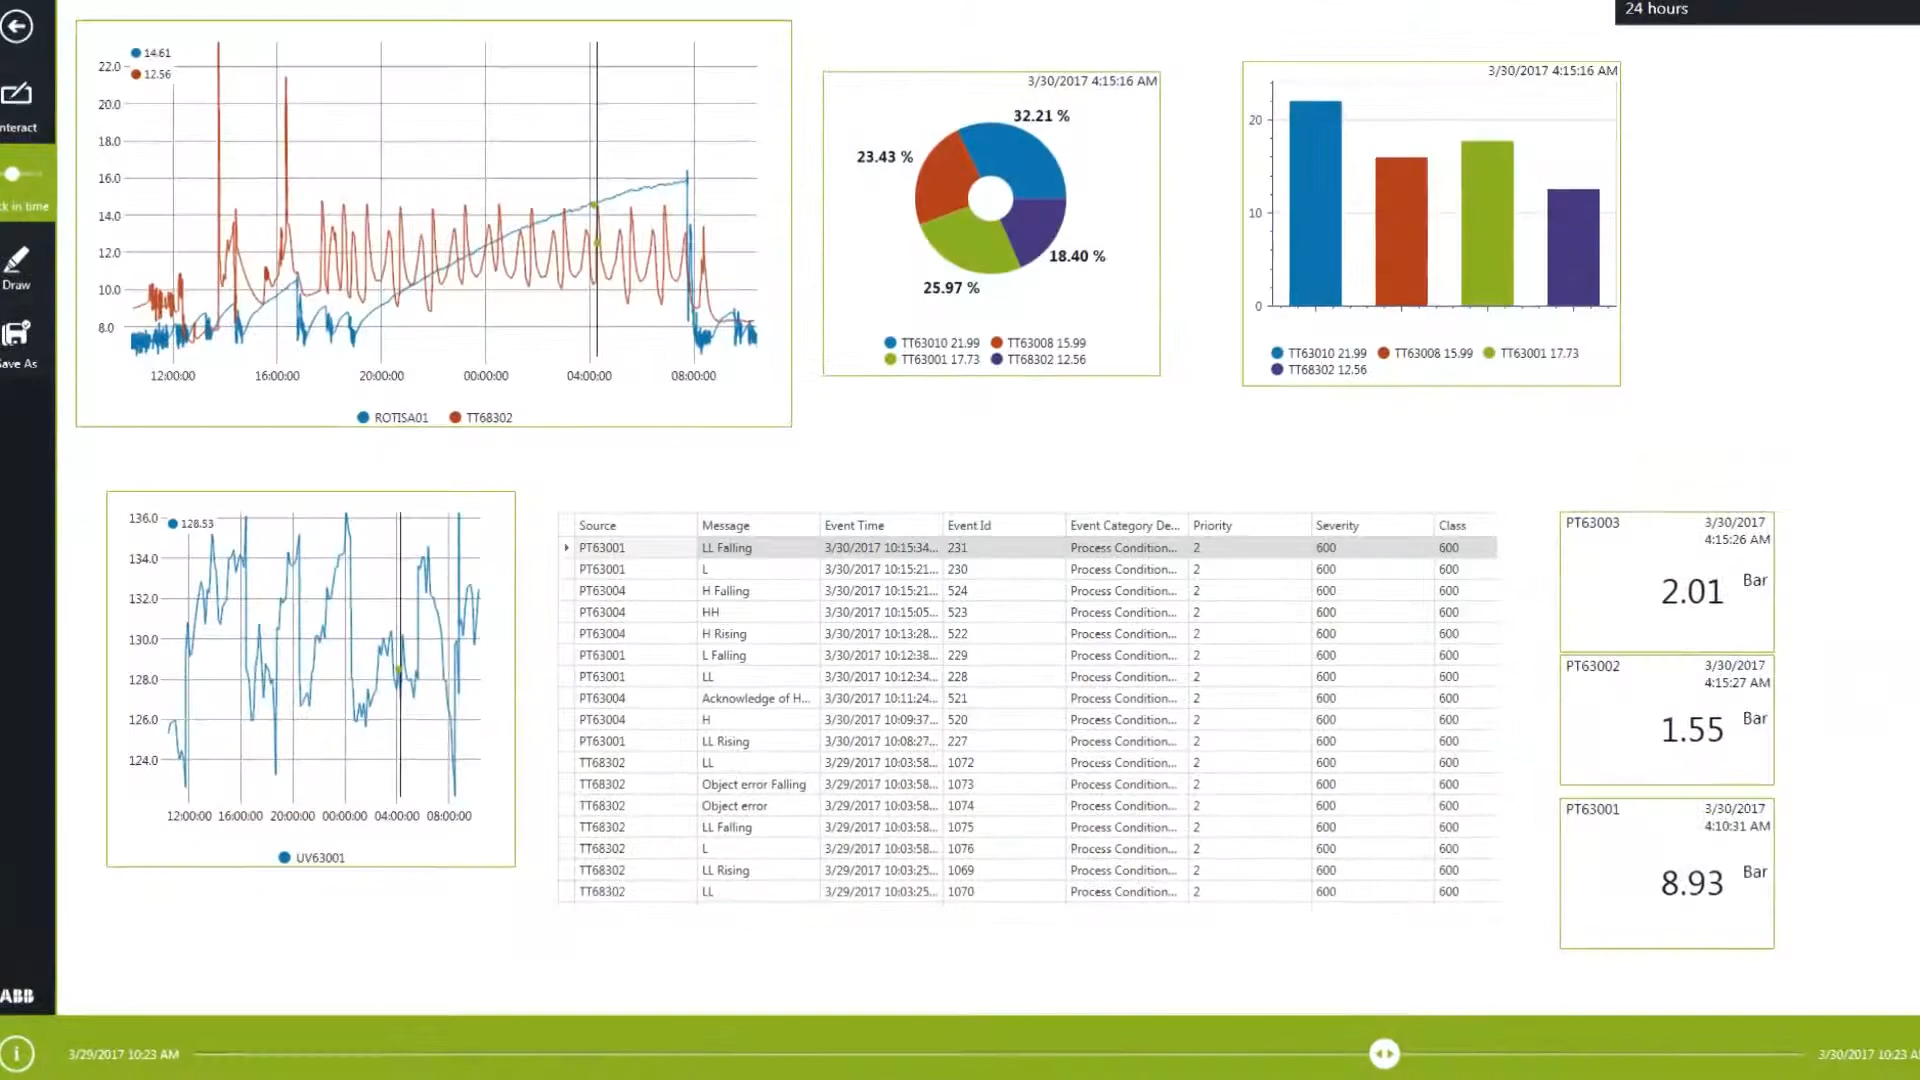 24 hours
nteract
ck in time
Draw
Save As
ABB
14.61
12.56
22.0
20.0
18.0
16.0
14.0
12.0
10.0
8.0
12:00:00 16:00:00 20:00:00 00:00:00 04:00:00 08:00:00
ROTISA01 TT68302
3/30/2017 4:15:16 AM
32.21 %
23.43 %
18.40 %
25.97 %
TT63010 21.99 TT63008 15.99
TT63001 17.73 TT68302 12.56
3/30/2017 4:15:16 AM
20
10
0
TT63010 21.99 TT63008 15.99 TT63001 17.73
TT68302 12.56
136.0
128.53
134.0
132.0
130.0
128.0
126.0
124.0
12:00:00 16:00:00 20:00:00 00:00:00 04:00:00 08:00:00
UV63001
Source Message Event Time Event Id Event Category De... Priority Severity Class
PT63001 LL Falling 3/30/2017 10:15:34... 231 Process Condition... 2 600 600
PT63001 L 3/30/2017 10:15:21... 230 Process Condition... 2 600 600
PT63004 H Falling 3/30/2017 10:15:21... 524 Process Condition... 2 600 600
PT63004 HH 3/30/2017 10:15:05... 523 Process Condition... 2 600 600
PT63004 H Rising 3/30/2017 10:13:28... 522 Process Condition... 2 600 600
PT63001 L Falling 3/30/2017 10:12:38... 229 Process Condition... 2 600 600
PT63001 LL 3/30/2017 10:12:34... 228 Process Condition... 2 600 600
PT63004 Acknowledge of H... 3/30/2017 10:11:24... 521 Process Condition... 2 600 600
PT63004 H 3/30/2017 10:09:37... 520 Process Condition... 2 600 600
PT63001 LL Rising 3/30/2017 10:08:27... 227 Process Condition... 2 600 600
TT68302 LL 3/29/2017 10:03:58... 1072 Process Condition... 2 600 600
TT68302 Object error Falling 3/29/2017 10:03:58... 1073 Process Condition... 2 600 600
TT68302 Object error 3/29/2017 10:03:58... 1074 Process Condition... 2 600 600
TT68302 LL Falling 3/29/2017 10:03:58... 1075 Process Condition... 2 600 600
TT68302 L 3/29/2017 10:03:58... 1076 Process Condition... 2 600 600
TT68302 LL Rising 3/29/2017 10:03:25... 1069 Process Condition... 2 600 600
TT68302 LL 3/29/2017 10:03:25... 1070 Process Condition... 2 600 600
PT63003 3/30/2017
4:15:26 AM
2.01 Bar
PT63002 3/30/2017
4:15:27 AM
1.55 Bar
PT63001 3/30/2017
4:10:31 AM
8.93 Bar
3/29/2017 10:23 AM
3/30/2017 10:23 A